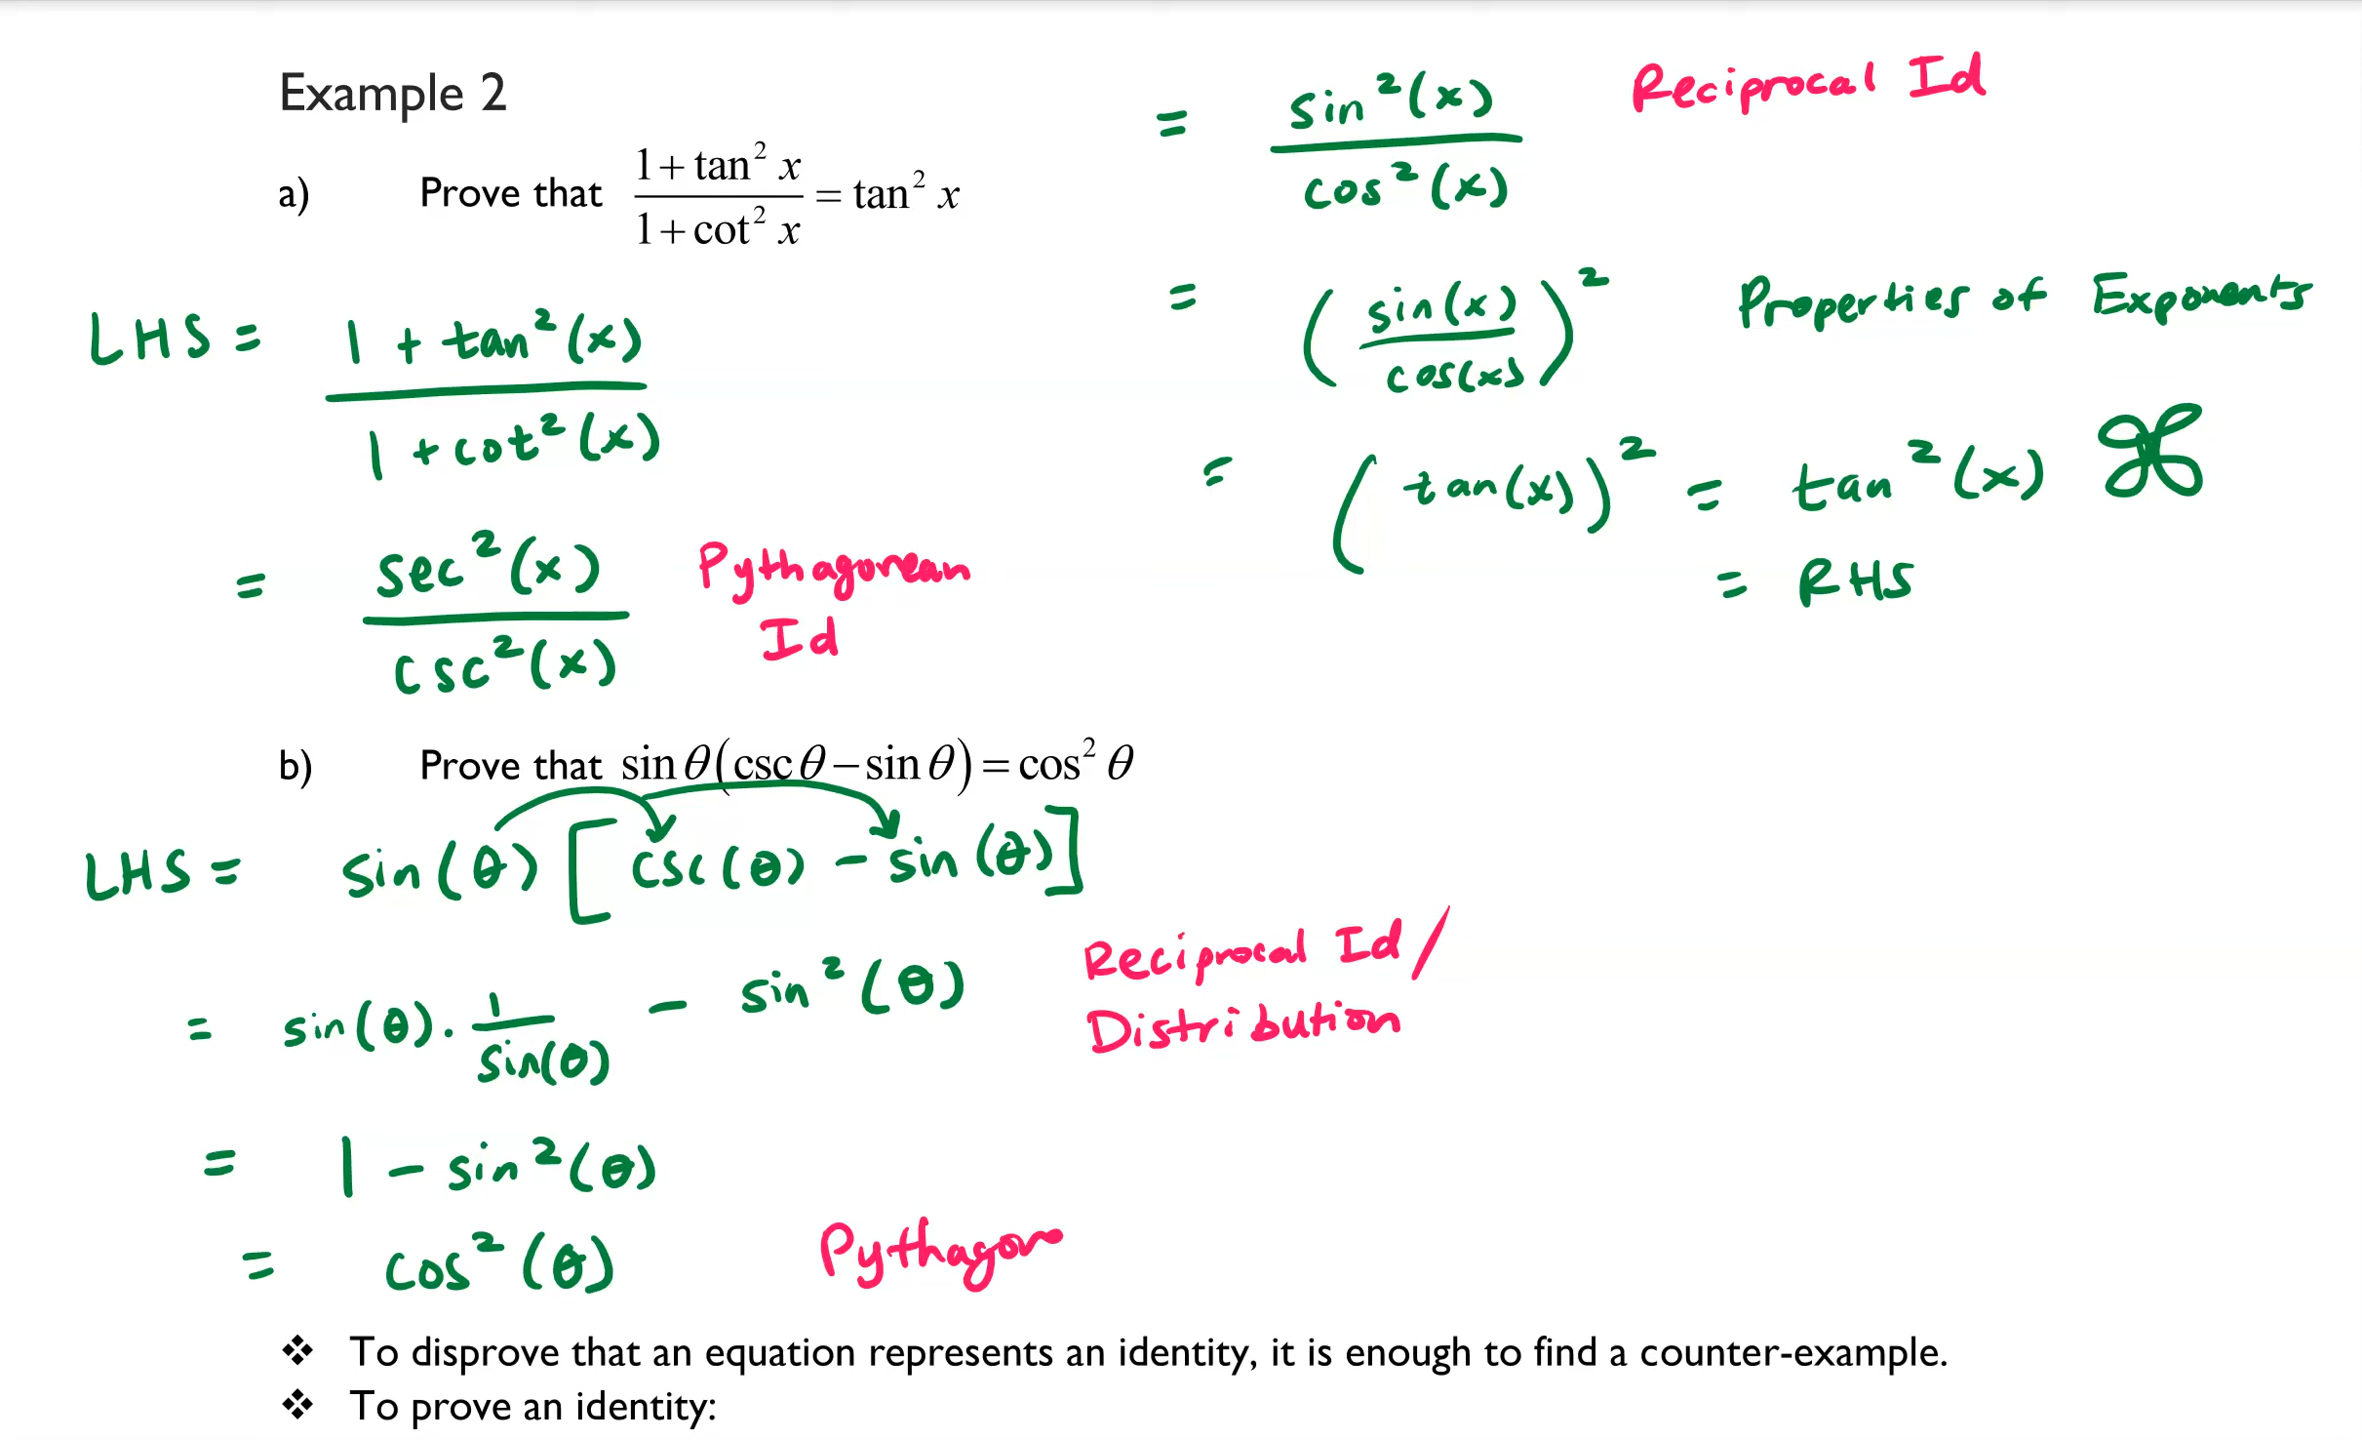 Example 2
a) Prove that (1 + tan² x)/(1 + cot² x) = tan² x
LHS = (1 + tan²(x))/(1 + cot²(x))
= sec²(x)/csc²(x) Pythagorean Id
= sin²(x)/cos²(x) Reciprocal Id
= (sin(x)/cos(x))² Properties of Exponents
= (tan(x))² = tan²(x)
= RHS
b) Prove that sin θ(csc θ − sin θ) = cos² θ
LHS = sin(θ)[csc(θ) − sin(θ)]
= sin(θ) · 1/sin(θ) − sin²(θ) Reciprocal Id / Distribution
= 1 − sin²(θ)
= cos²(θ) Pythagor
❖ To disprove that an equation represents an identity, it is enough to find a counter-example.
❖ To prove an identity: